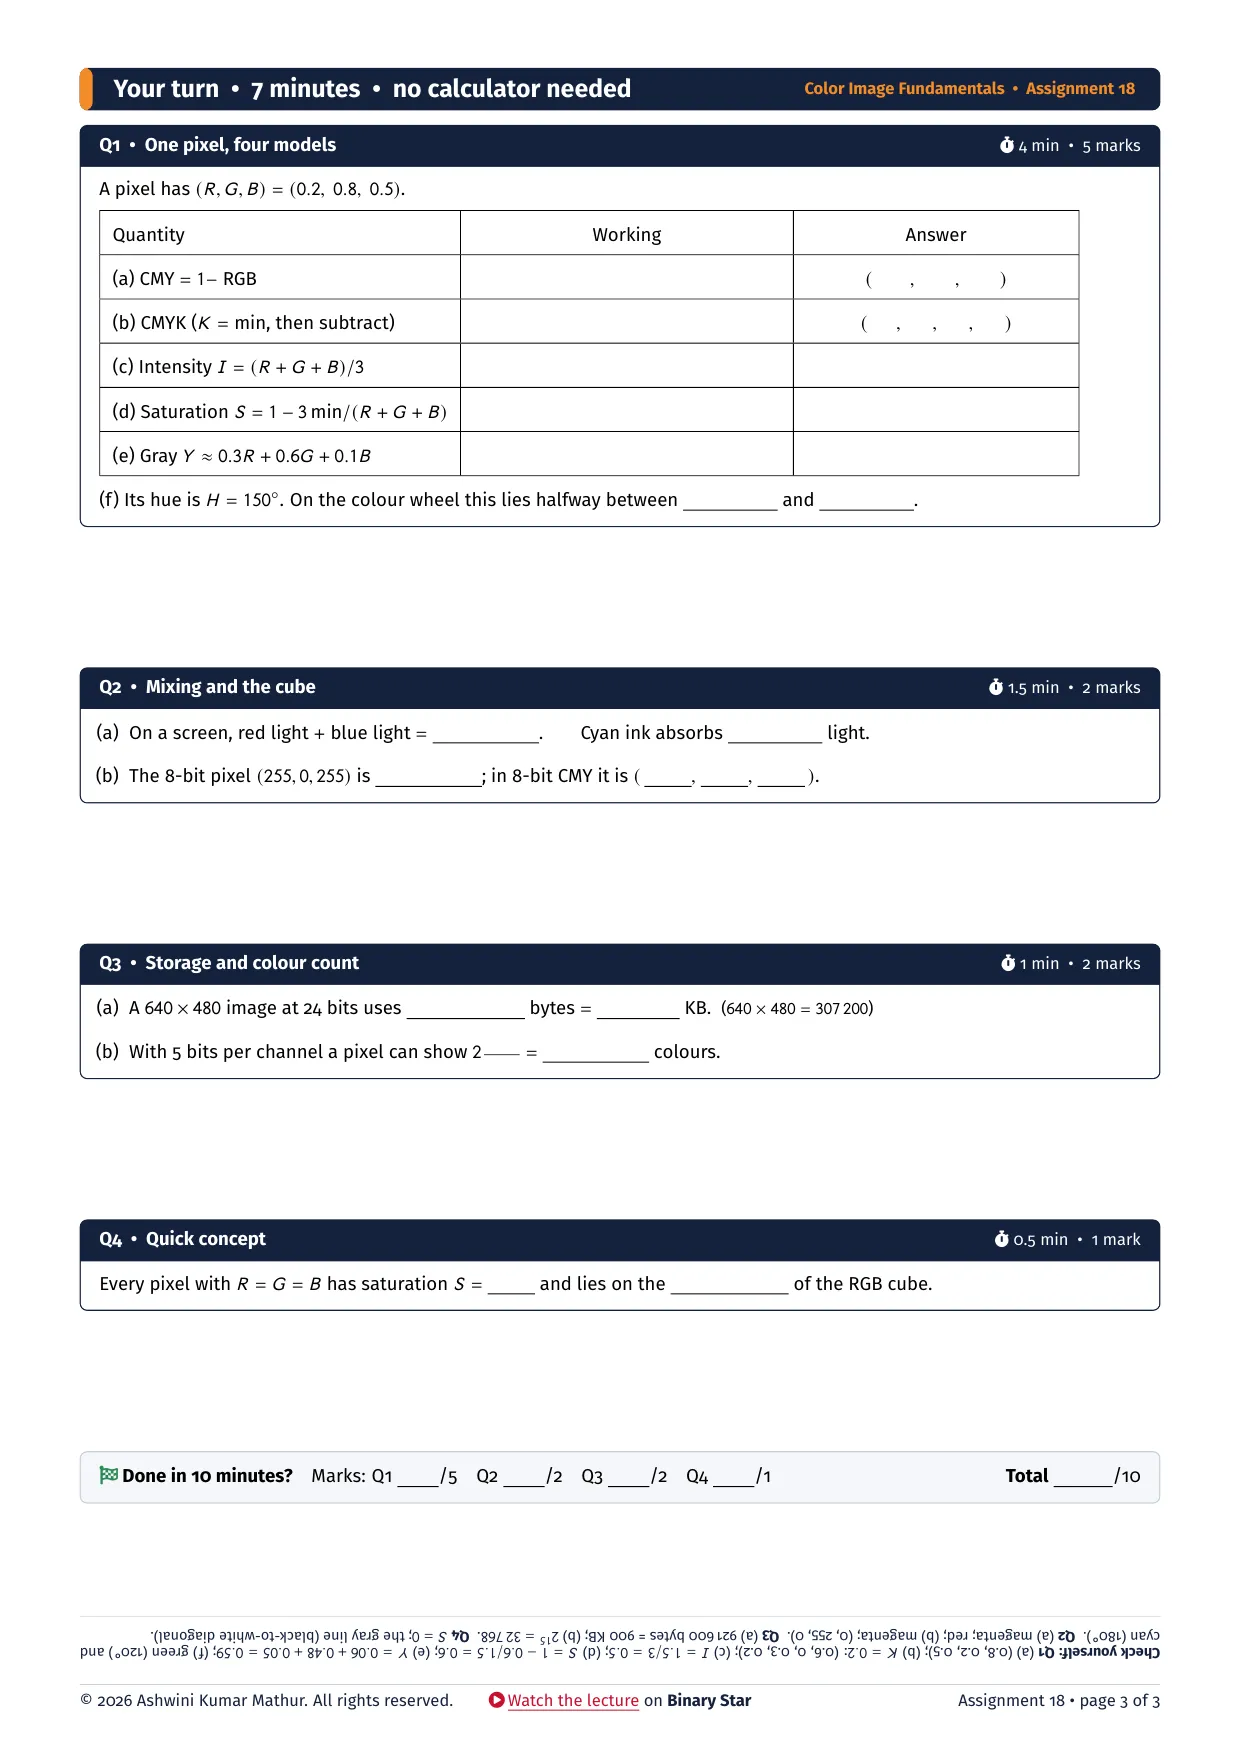 Your turn • 7 minutes • no calculator needed Color Image Fundamentals • Assignment 18
Q1 • One pixel, four models 4 min • 5 marks
A pixel has (R, G, B) = (0.2, 0.8, 0.5).
Quantity Working Answer
(a) CMY = 1− RGB ( , , )
(b) CMYK (K = min, then subtract) ( , , , )
(c) Intensity I = (R + G + B)/3
(d) Saturation S = 1 − 3 min/(R + G + B)
(e) Gray Y ≈ 0.3R + 0.6G + 0.1B
(f) Its hue is H = 150°. On the colour wheel this lies halfway between ________ and ________.
Q2 • Mixing and the cube 1.5 min • 2 marks
(a) On a screen, red light + blue light = ________. Cyan ink absorbs ________ light.
(b) The 8-bit pixel (255, 0, 255) is ________; in 8-bit CMY it is ( ____, ____, ____ ).
Q3 • Storage and colour count 1 min • 2 marks
(a) A 640 × 480 image at 24 bits uses ________ bytes = ________ KB. (640 × 480 = 307 200)
(b) With 5 bits per channel a pixel can show 2___ = ________ colours.
Q4 • Quick concept 0.5 min • 1 mark
Every pixel with R = G = B has saturation S = ____ and lies on the ________ of the RGB cube.
Done in 10 minutes? Marks: Q1 ____/5 Q2 ____/2 Q3 ____/2 Q4 ____/1 Total ____/10
Check yourself: Q1 (a) (0.8, 0.2, 0.5); (b) K = 0.2: (0.6, 0, 0.3, 0.2); (c) I = 1.5/3 = 0.5; (d) S = 1 − 0.6/1.5 = 0.6; (e) Y = 0.06 + 0.48 + 0.05 = 0.59; (f) green (120°) and
cyan (180°). Q2 (a) magenta; red; (b) magenta; (0, 255, 0). Q3 (a) 921 600 bytes = 900 KB; (b) 2¹⁵ = 32 768. Q4 S = 0; the gray line (black-to-white diagonal).
© 2026 Ashwini Kumar Mathur. All rights reserved. Watch the lecture on Binary Star Assignment 18 • page 3 of 3